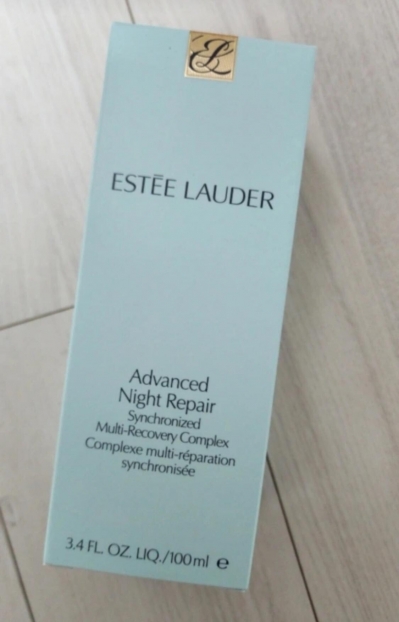 EL
ESTĒE LAUDER
Advanced
Night Repair
Synchronized
Multi-Recovery Complex
Complexe multi-réparation
synchronisée
3.4 FL. OZ. LIQ./100ml ℮